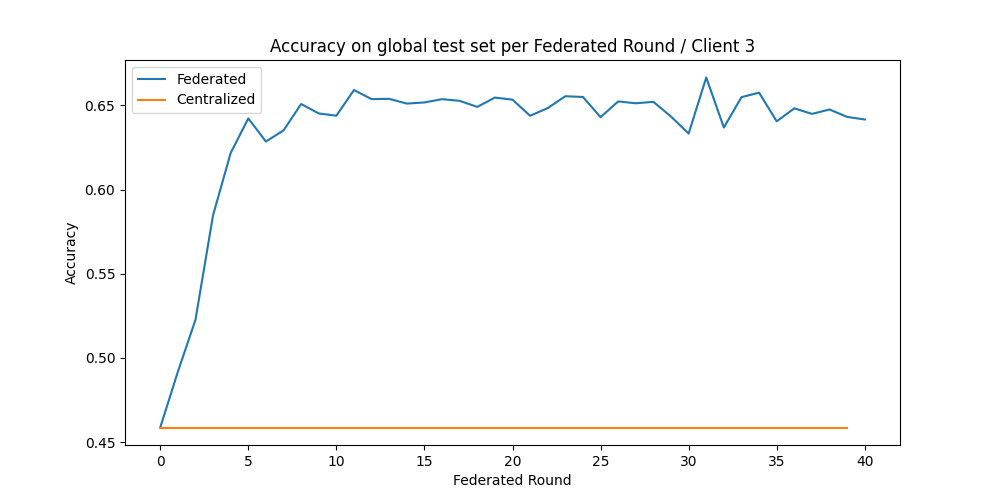 Accuracy on global test set per Federated Round / Client 3
Federated
Centralized
Accuracy
0.65
0.60
0.55
0.50
0.45
0 5 10 15 20 25 30 35 40
Federated Round